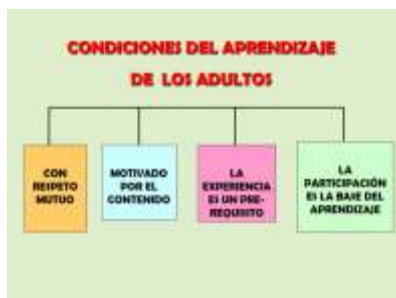 CONDICIONES DEL APRENDIZAJE
DE LOS ADULTOS
CON
RESPETO
MUTUO
MOTIVADO
POR EL
CONTENIDO
LA
EXPERIENCIA
ES UN PRE-
REQUISITO
LA
PARTICIPACIÓN
ES LA BASE DEL
APRENDIZAJE